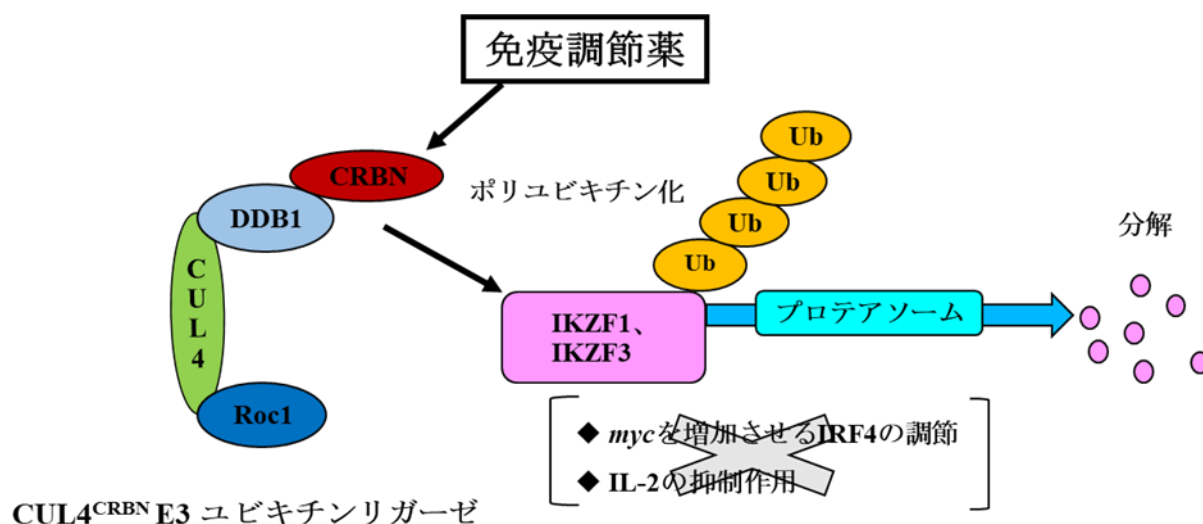 免疫調節薬
CRBN
DDB1
CUL4
Roc1
CUL4CRBN E3 ユビキチンリガーゼ
ポリユビキチン化
Ub
Ub
Ub
Ub
IKZF1、
IKZF3
プロテアソーム
分解
◆ mycを増加させるIRF4の調節
◆ IL-2の抑制作用